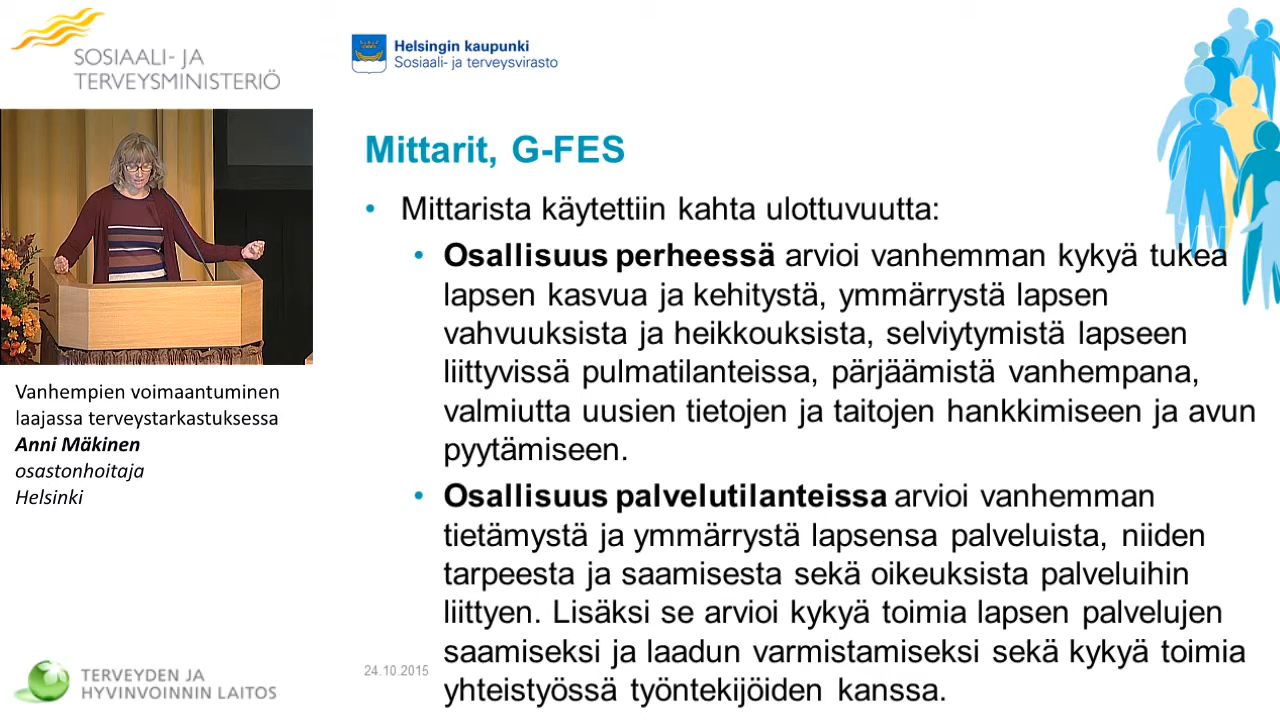 SOSIAALI- JA
TERVEYSMINISTERIÖ
Helsingin kaupunki
Sosiaali- ja terveysvirasto
Vanhempien voimaantuminen
laajassa terveystarkastuksessa
Anni Mäkinen
osastonhoitaja
Helsinki
TERVEYDEN JA
HYVINVOINNIN LAITOS
Mittarit, G-FES
• Mittarista käytettiin kahta ulottuvuutta:
• Osallisuus perheessä arvioi vanhemman kykyä tukea
lapsen kasvua ja kehitystä, ymmärrystä lapsen
vahvuuksista ja heikkouksista, selviytymistä lapseen
liittyvissä pulmatilanteissa, pärjäämistä vanhempana,
valmiutta uusien tietojen ja taitojen hankkimiseen ja avun
pyytämiseen.
• Osallisuus palvelutilanteissa arvioi vanhemman
tietämystä ja ymmärrystä lapsensa palveluista, niiden
tarpeesta ja saamisesta sekä oikeuksista palveluihin
liittyen. Lisäksi se arvioi kykyä toimia lapsen palvelujen
saamiseksi ja laadun varmistamiseksi sekä kykyä toimia
yhteistyössä työntekijöiden kanssa.
24.10.2015